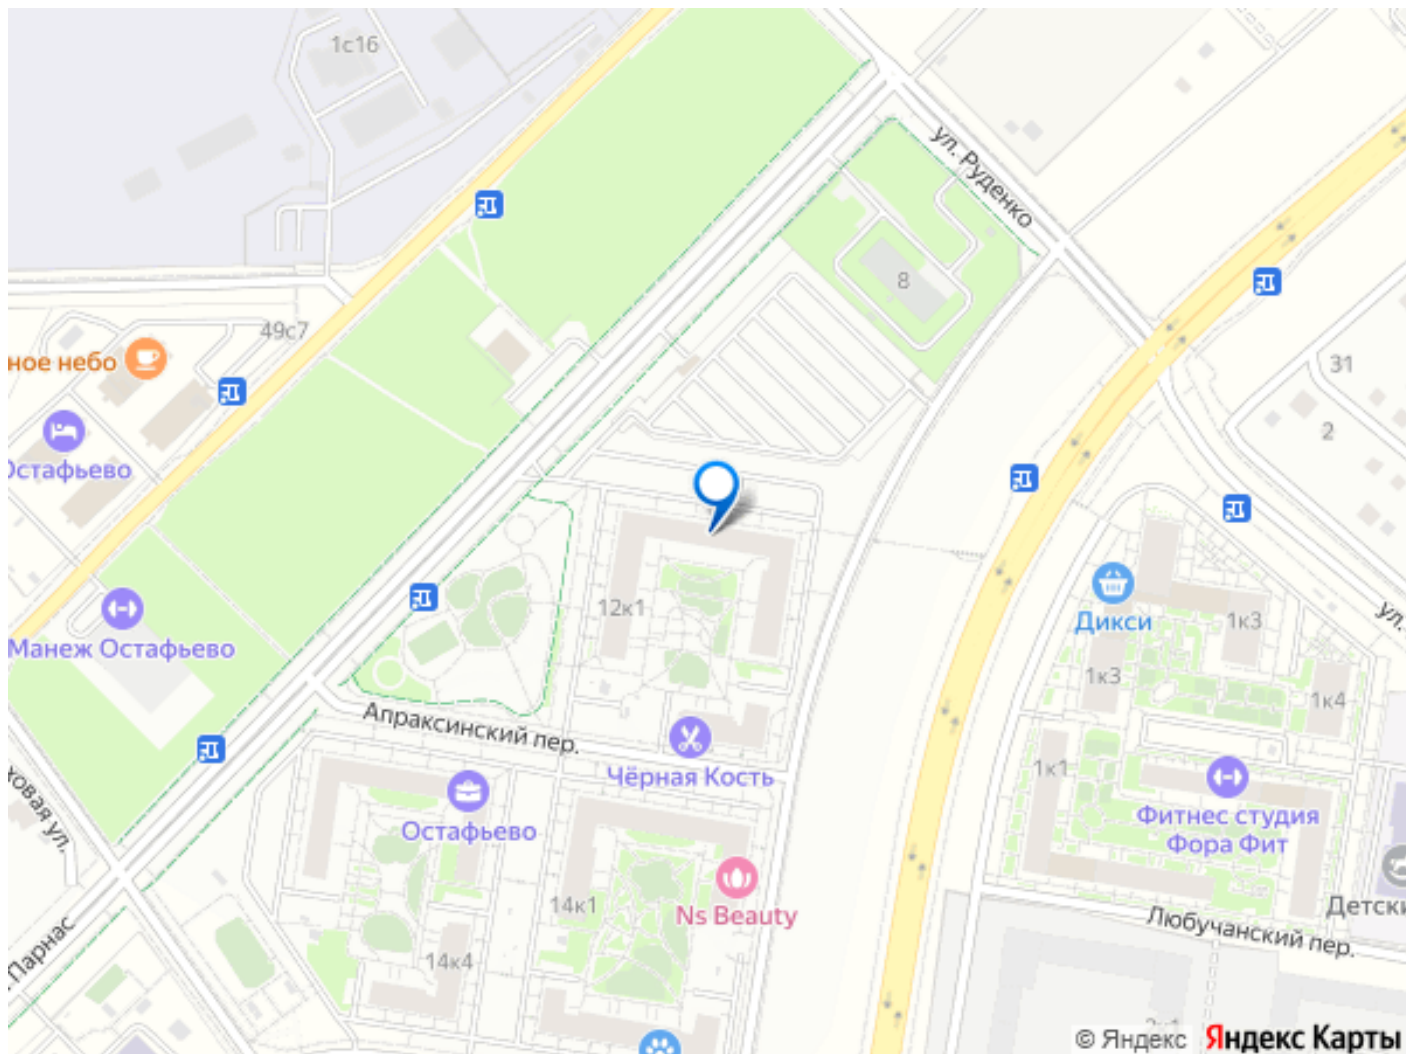 1с16
ул. Руденко
8
49с7
ное небо
31
2
Остафьево
12к1
Дикси
1к3
ул.
Манеж Остафьево
1к3
1к4
Апраксинский пер.
Чёрная Кость
1к1
Фитнес студия
Фора Фит
ховая ул.
Остафьево
14к1
Ns Beauty
Детски
Любучанский пер.
Парнас
14к4
© Яндекс Яндекс Карты